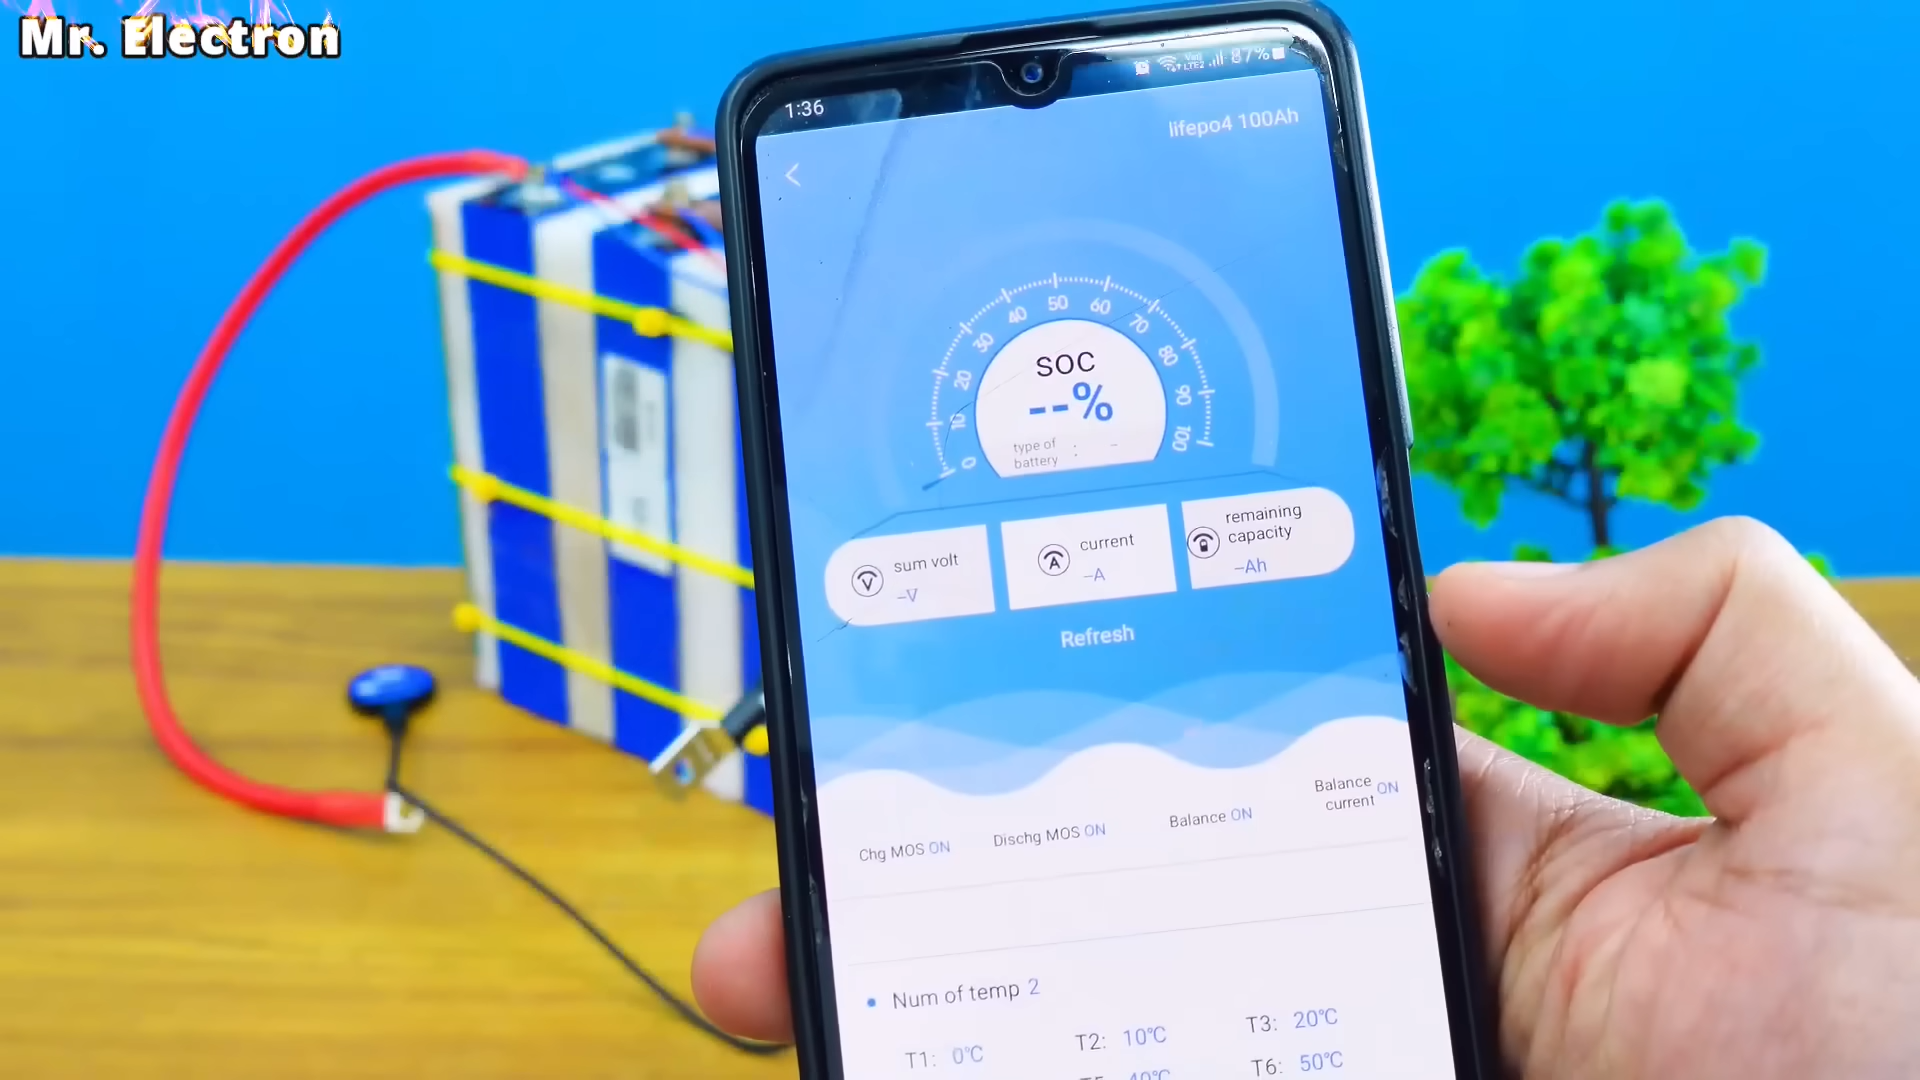 Mr. Electron
1:36
LTE2 87%
lifepo4 100Ah
0 10 20 30 40 50 60 70 80 90 100
SOC
--%
type of battery : –
sum volt
–V
current
–A
remaining
capacity
–Ah
Refresh
Chg MOS ON
Dischg MOS ON
Balance ON
Balance current ON
Num of temp 2
T1: 0℃
T2: 10℃
T3: 20℃
T6: 50℃